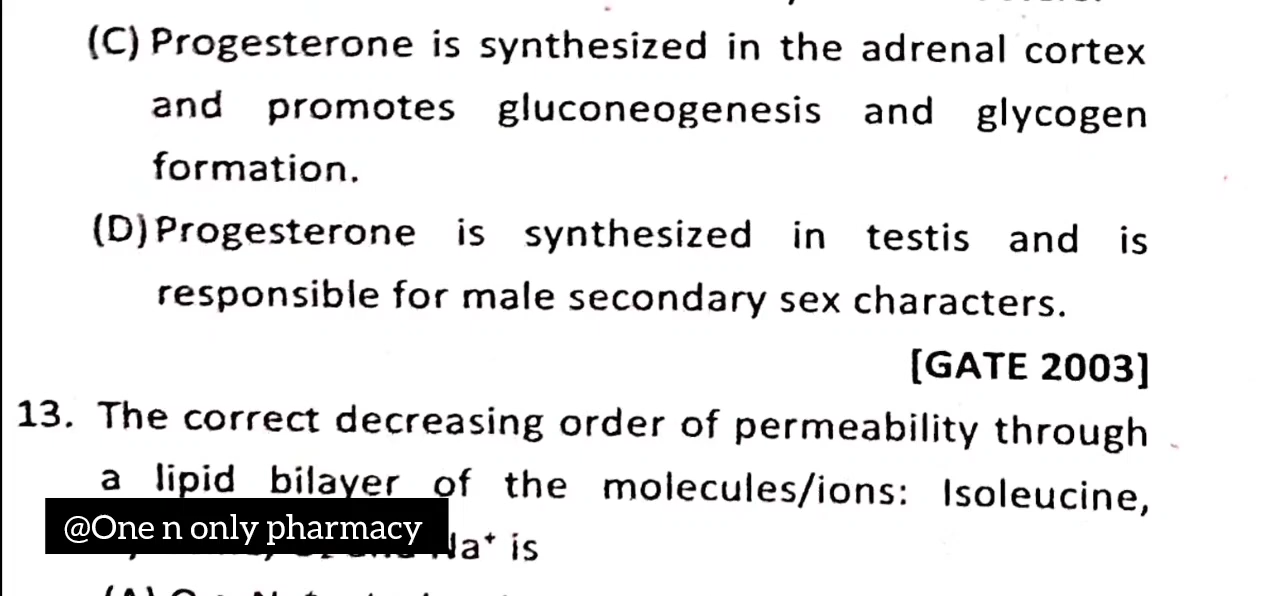 (C) Progesterone is synthesized in the adrenal cortex
and promotes gluconeogenesis and glycogen
formation.
(D) Progesterone is synthesized in testis and is
responsible for male secondary sex characters.
[GATE 2003]
13. The correct decreasing order of permeability through
a lipid bilayer of the molecules/ions: Isoleucine,
@One n only pharmacy
is